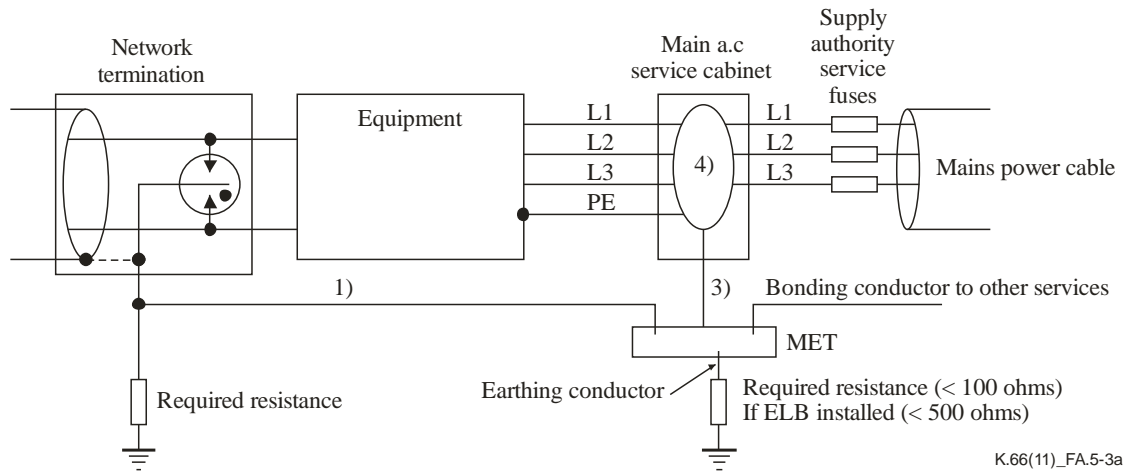 Network
termination
Equipment
Main a.c
service cabinet
Supply
authority
service
fuses
L1
L2
L3
PE
4)
L1
L2
L3
Mains power cable
1)
3)
Bonding conductor to other services
MET
Earthing conductor
Required resistance
Required resistance (< 100 ohms)
If ELB installed (< 500 ohms)
K.66(11)_FA.5-3a